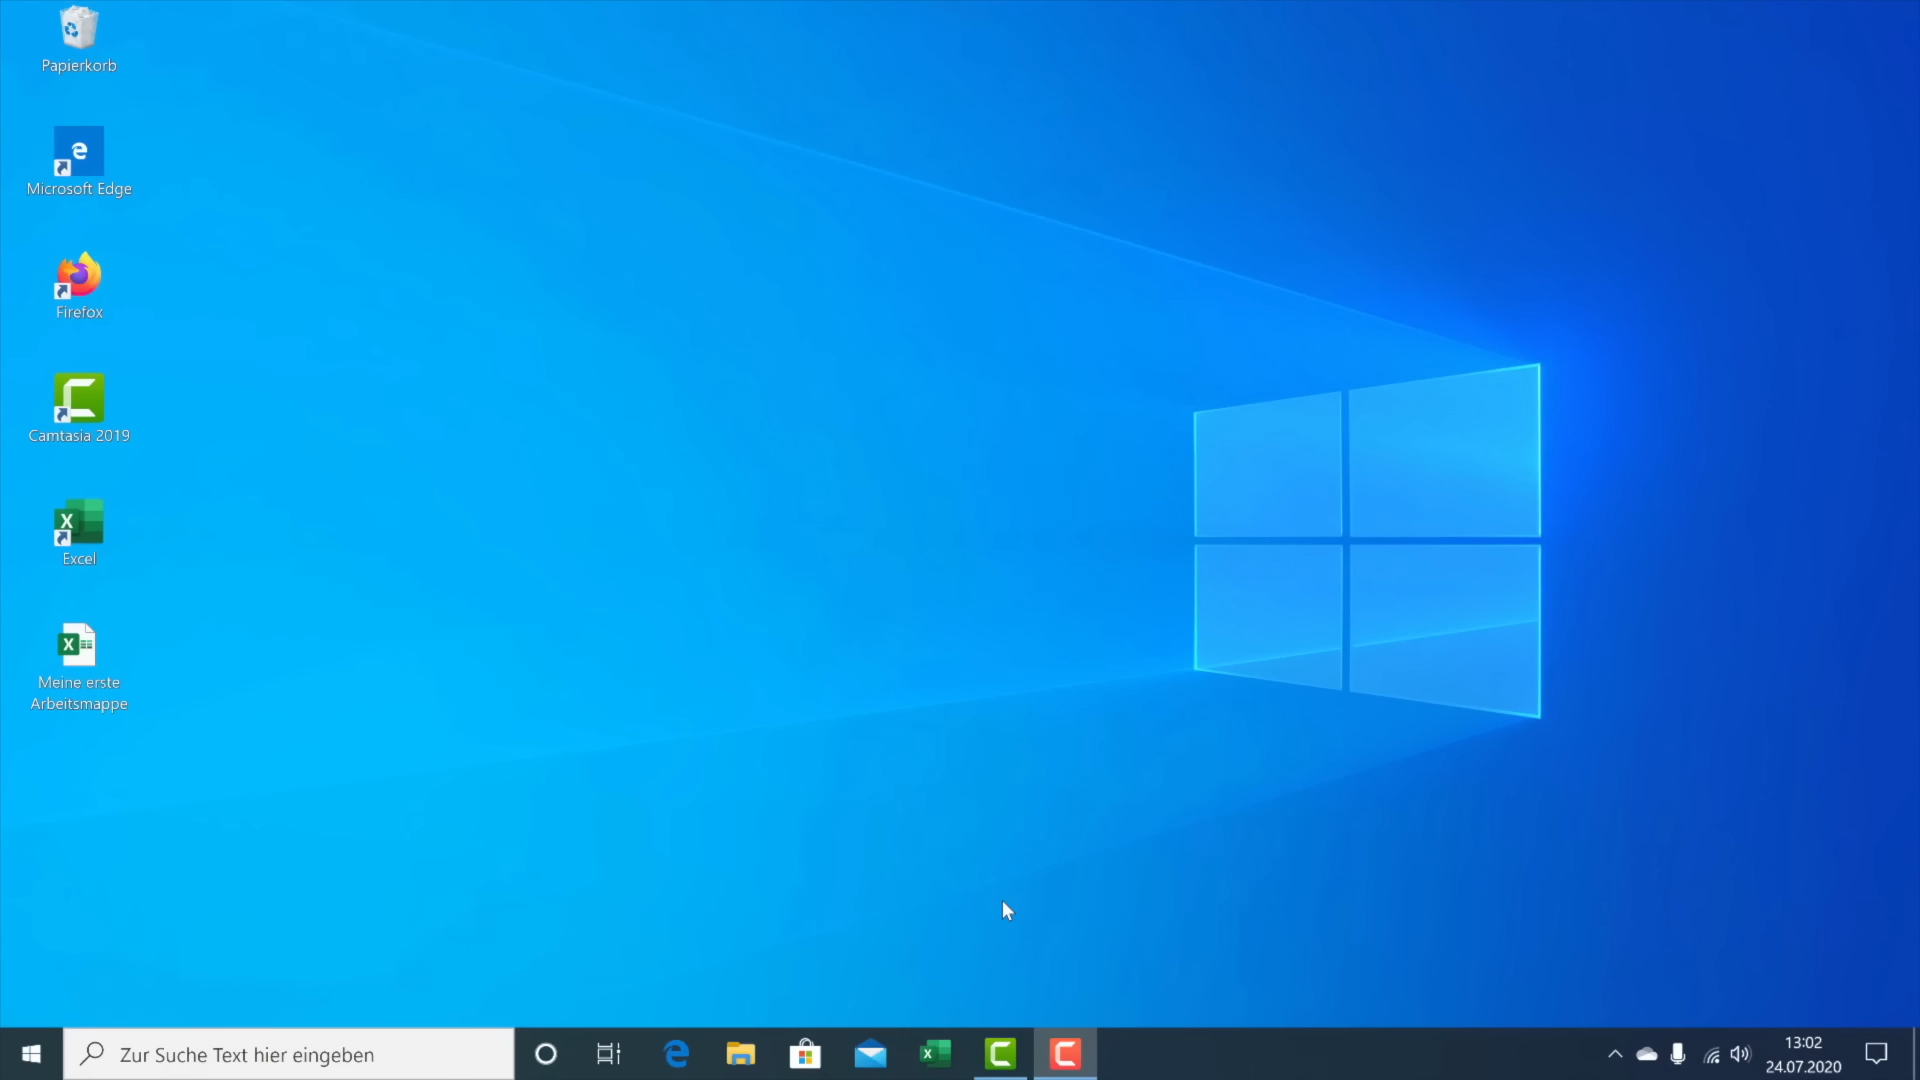 Papierkorb
Microsoft Edge
Firefox
Camtasia 2019
Excel
Meine erste
Arbeitsmappe
Zur Suche Text hier eingeben
13:02
24.07.2020